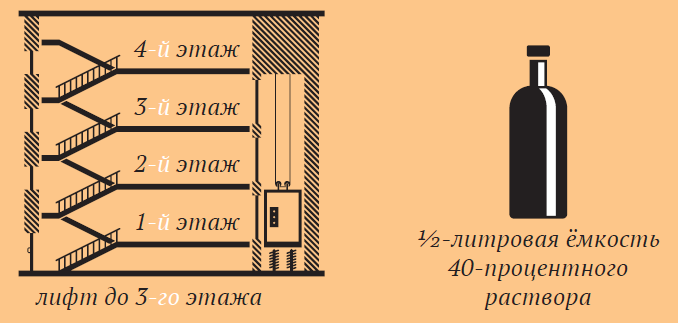 4-й этаж
3-й этаж
2-й этаж
1-й этаж
лифт до 3-го этажа
½-литровая ёмкость
40-процентного
раствора